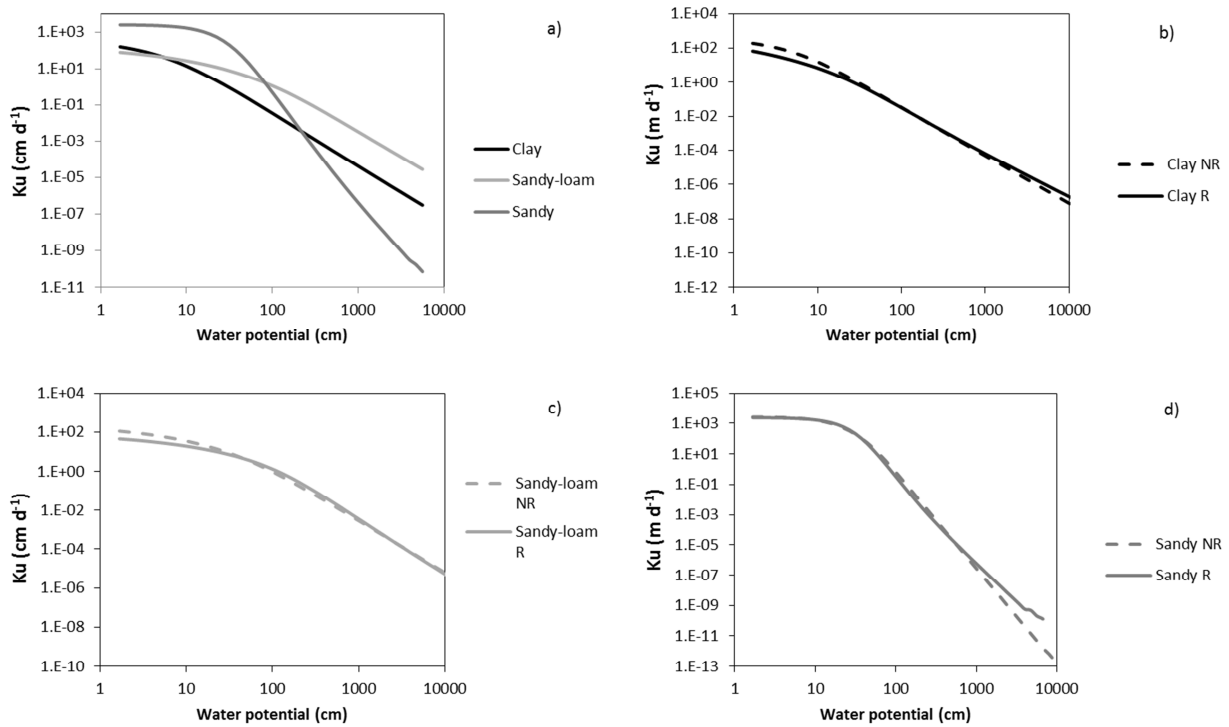 a)
Ku (cm d-1)
1.E+03
1.E+01
1.E-01
1.E-03
1.E-05
1.E-07
1.E-09
1.E-11
1
10
100
1000
10000
Water potential (cm)
Clay
Sandy-loam
Sandy
b)
Ku (m d-1)
1.E+04
1.E+02
1.E+00
1.E-02
1.E-04
1.E-06
1.E-08
1.E-10
1.E-12
1
10
100
1000
10000
Water potential (cm)
Clay NR
Clay R
c)
Ku (cm d-1)
1.E+04
1.E+02
1.E+00
1.E-02
1.E-04
1.E-06
1.E-08
1.E-10
1
10
100
1000
10000
Water potential (cm)
Sandy-loam
NR
Sandy-loam
R
d)
Ku (m d-1)
1.E+05
1.E+03
1.E+01
1.E-01
1.E-03
1.E-05
1.E-07
1.E-09
1.E-11
1.E-13
1
10
100
1000
10000
Water potential (cm)
Sandy NR
Sandy R